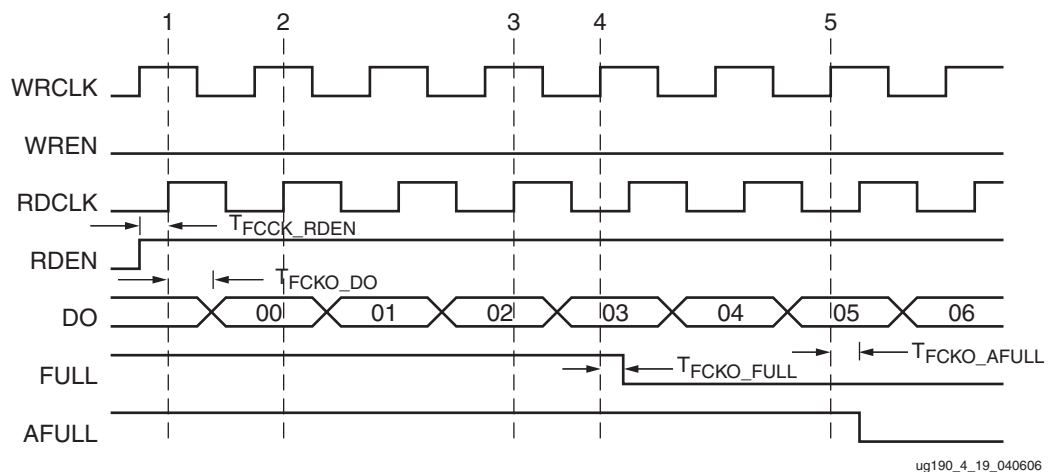 1 2 3 4 5
WRCLK
WREN
RDCLK
TFCCK_RDEN
RDEN
TFCKO_DO
DO 00 01 02 03 04 05 06
TFCKO_AFULL
FULL TFCKO_FULL
AFULL
ug190_4_19_040606